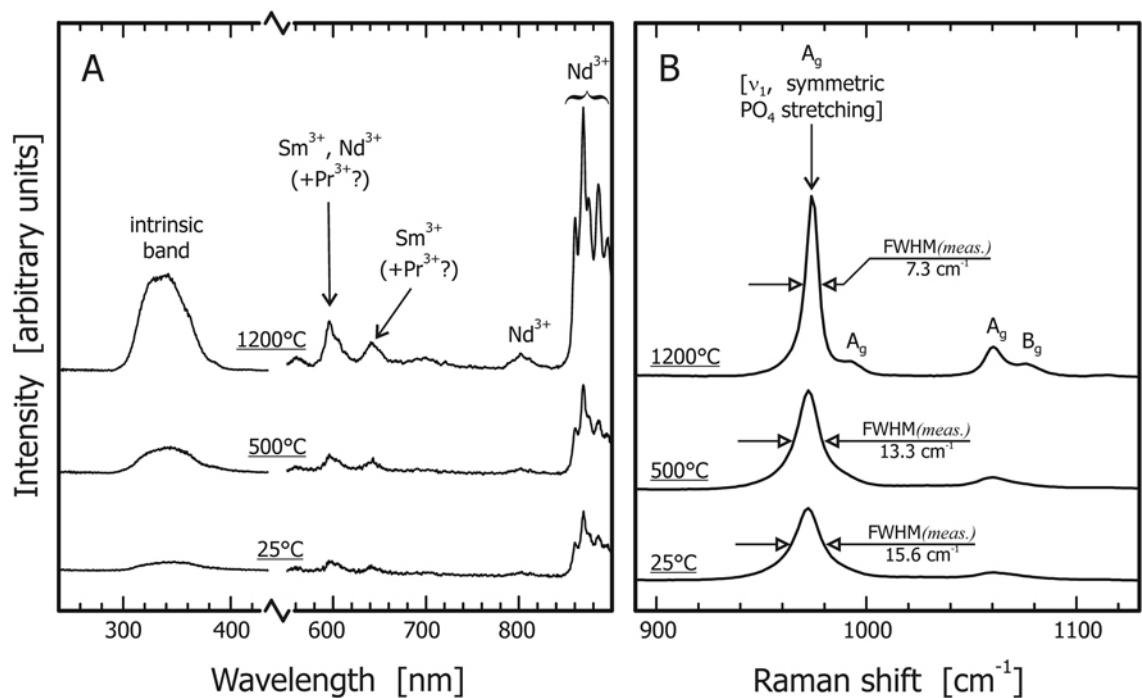 A
Nd³⁺
Sm³⁺, Nd³⁺
(+Pr³⁺?)
intrinsic
band
Sm³⁺
(+Pr³⁺?)
Nd³⁺
1200°C
500°C
25°C
300
400
600
700
800
Wavelength [nm]
Intensity [arbitrary units]
B
A_g
[ν₁, symmetric
PO₄ stretching]
FWHM(meas.)
7.3 cm⁻¹
A_g
A_g
B_g
1200°C
FWHM(meas.)
13.3 cm⁻¹
500°C
FWHM(meas.)
15.6 cm⁻¹
25°C
900
1000
1100
Raman shift [cm⁻¹]